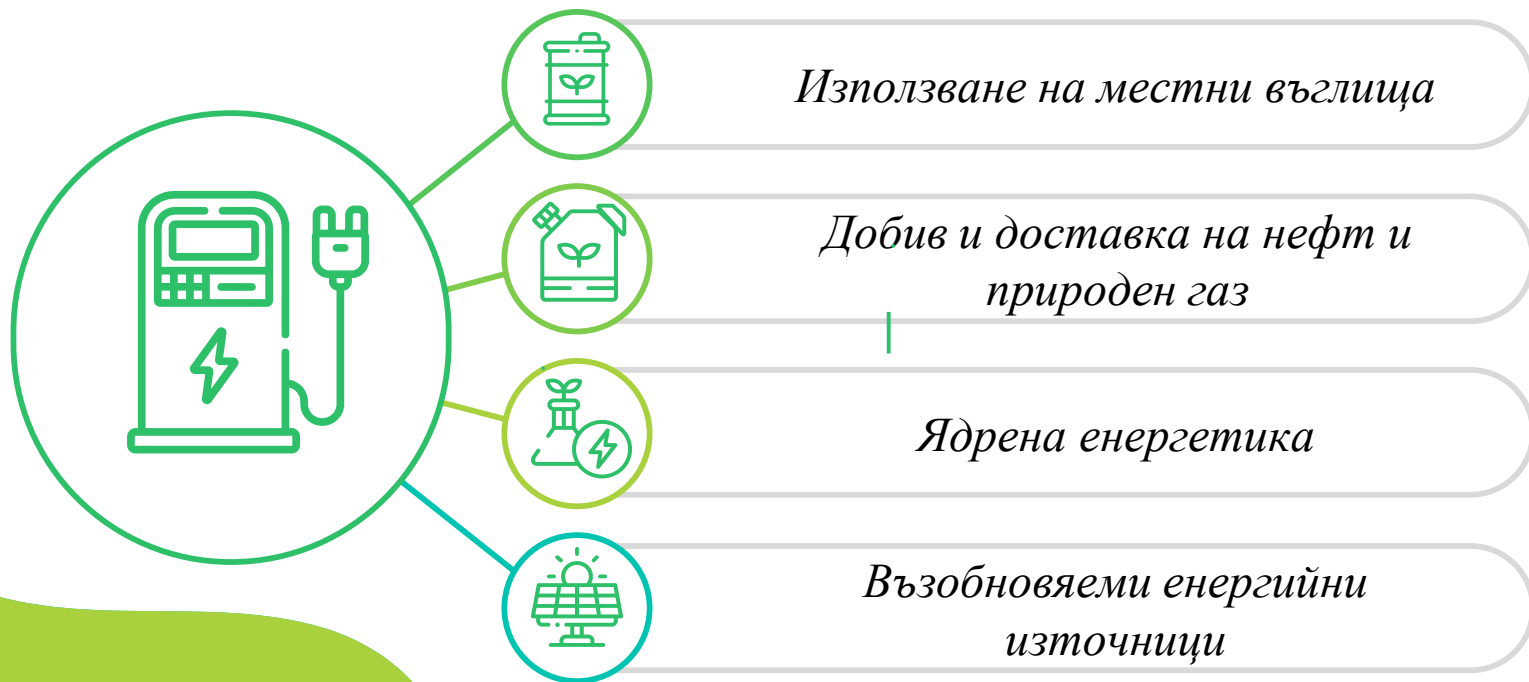 Използване на местни въглища
Добив и доставка на нефт и
природен газ
Ядрена енергетика
Възобновяеми енергийни
източници